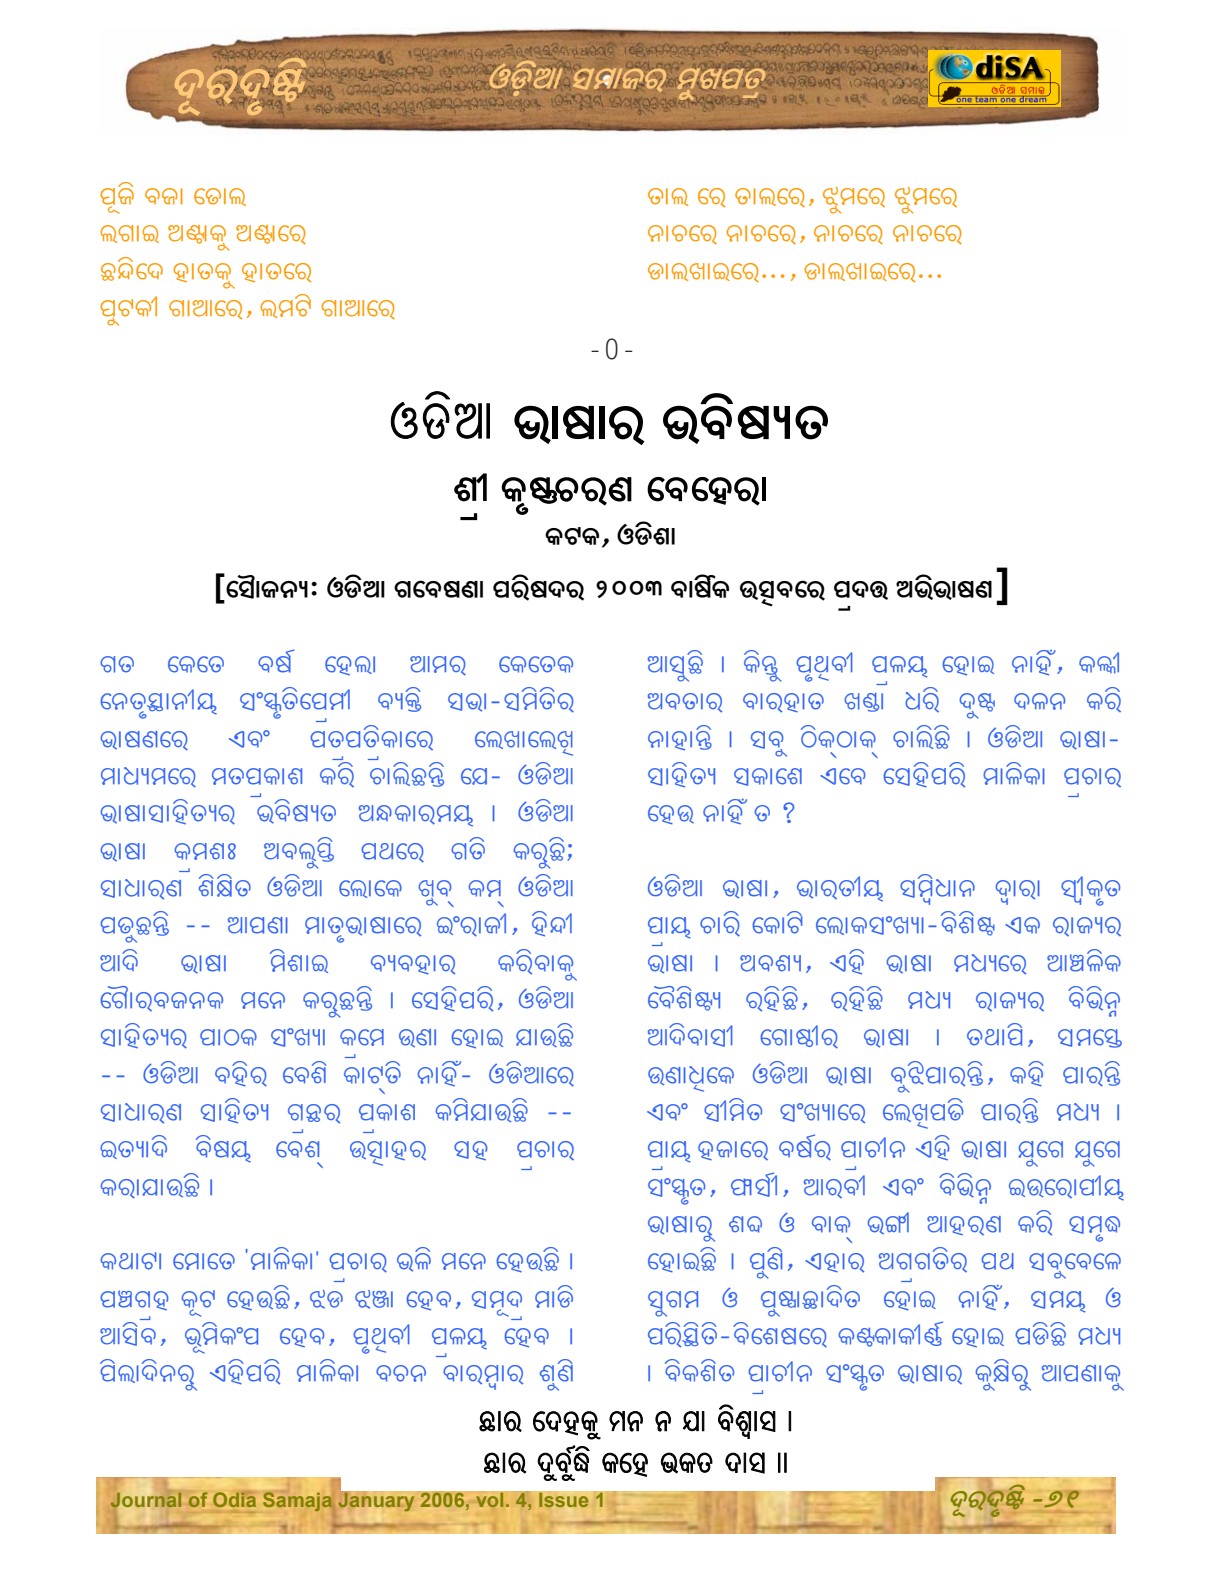 ଦୂରଦୃଷ୍ଟି
ଓଡ଼ିଆ ସମାଜର ମୁଖପତ୍ର
diSA
ଓଡିଆ ସମାଜ
one team one dream
ପୂଜି ବଜା ଡୋଲ
ଲଗାଇ ଅଣ୍ଟାକୁ ଅଣ୍ଟାରେ
ଛନ୍ଦିଦେ ହାତକୁ ହାତରେ
ପୁଟକୀ ଗାଆରେ, ଲମଟି ଗାଆରେ
ତାଲ ରେ ତାଲରେ, ଝୁମରେ ଝୁମରେ
ନାଚରେ ନାଚରେ, ନାଚରେ ନାଚରେ
ଡାଲଖାଇରେ..., ଡାଲଖାଇରେ...
-0-
ଓଡିଆ ଭାଷାର ଭବିଷ୍ୟତ
ଶ୍ରୀ କୃଷ୍ଣଚରଣ ବେହେରା
କଟକ, ଓଡିଶା
[ସୌଜନ୍ୟ: ଓଡିଆ ଗବେଷଣା ପରିଷଦର ୨୦୦୩ ବାର୍ଷିକ ଉତ୍ସବରେ ପ୍ରଦତ୍ତ ଅଭିଭାଷଣ]
ଗତ କେତେ ବର୍ଷ ହେଲା ଆମର କେତେକ
ନେତୃସ୍ଥାନୀୟ ସଂସ୍କୃତିପ୍ରେମୀ ବ୍ୟକ୍ତି ସଭା-ସମିତିର
ଭାଷଣରେ ଏବଂ ପତ୍ରପତ୍ରିକାରେ ଲେଖାଲେଖି
ମାଧ୍ୟମରେ ମତପ୍ରକାଶ କରି ଚାଲିଛନ୍ତି ଯେ- ଓଡିଆ
ଭାଷାସାହିତ୍ୟର ଭବିଷ୍ୟତ ଅନ୍ଧକାରମୟ । ଓଡିଆ
ଭାଷା କ୍ରମଶଃ ଅବଲୁପ୍ତି ପଥରେ ଗତି କରୁଛି;
ସାଧାରଣ ଶିକ୍ଷିତ ଓଡିଆ ଲୋକେ ଖୁବ୍ କମ୍ ଓଡିଆ
ପଢୁଛନ୍ତି -- ଆପଣା ମାତୃଭାଷାରେ ଇଂରାଜୀ, ହିନ୍ଦୀ
ଆଦି ଭାଷା ମିଶାଇ ବ୍ୟବହାର କରିବାକୁ
ଗୌରବଜନକ ମନେ କରୁଛନ୍ତି । ସେହିପରି, ଓଡିଆ
ସାହିତ୍ୟର ପାଠକ ସଂଖ୍ୟା କ୍ରମେ ଊଣା ହୋଇ ଯାଉଛି
-- ଓଡିଆ ବହିର ବେଶି କାଟ୍‌ତି ନାହିଁ- ଓଡିଆରେ
ସାଧାରଣ ସାହିତ୍ୟ ଗ୍ରନ୍ଥର ପ୍ରକାଶ କମିଯାଉଛି --
ଇତ୍ୟାଦି ବିଷୟ ବେଶ୍ ଉତ୍ସାହର ସହ ପ୍ରଚାର
କରାଯାଉଛି ।
କଥାଟା ମୋତେ 'ମାଳିକା' ପ୍ରଚାର ଭଳି ମନେ ହେଉଛି ।
ପଞ୍ଚଗ୍ରହ କୂଟ ହେଉଛି, ଝଡ ଝଞ୍ଜା ହେବ, ସମୂଦ୍ର ମାଡି
ଆସିବ, ଭୂମିକଂପ ହେବ, ପୃଥିବୀ ପ୍ରଳୟ ହେବ ।
ପିଲାଦିନରୁ ଏହିପରି ମାଳିକା ବଚନ ବାରମ୍ବାର ଶୁଣି
ଆସୁଛି । କିନ୍ତୁ ପୃଥିବୀ ପ୍ରଳୟ ହୋଇ ନାହିଁ, କଲ୍କୀ
ଅବତାର ବାରହାତ ଖଣ୍ଡା ଧରି ଦୁଷ୍ଟ ଦଳନ କରି
ନାହାନ୍ତି । ସବୁ ଠିକ୍‌ଠାକ୍ ଚାଲିଛି । ଓଡିଆ ଭାଷା-
ସାହିତ୍ୟ ସକାଶେ ଏବେ ସେହିପରି ମାଳିକା ପ୍ରଚାର
ହେଉ ନାହିଁ ତ ?
ଓଡିଆ ଭାଷା, ଭାରତୀୟ ସମ୍ବିଧାନ ଦ୍ଵାରା ସ୍ଵୀକୃତ
ପ୍ରାୟ ଚାରି କୋଟି ଲୋକସଂଖ୍ୟା-ବିଶିଷ୍ଟ ଏକ ରାଜ୍ୟର
ଭାଷା । ଅବଶ୍ୟ, ଏହି ଭାଷା ମଧ୍ୟରେ ଆଞ୍ଚଳିକ
ବୈଶିଷ୍ଟ୍ୟ ରହିଛି, ରହିଛି ମଧ୍ୟ ରାଜ୍ୟର ବିଭିନ୍ନ
ଆଦିବାସୀ ଗୋଷ୍ଠୀର ଭାଷା । ତଥାପି, ସମସ୍ତେ
ଊଣାଧିକେ ଓଡିଆ ଭାଷା ବୁଝିପାରନ୍ତି, କହି ପାରନ୍ତି
ଏବଂ ସୀମିତ ସଂଖ୍ୟାରେ ଲେଖିପଡି ପାରନ୍ତି ମଧ୍ୟ ।
ପ୍ରାୟ ହଜାରେ ବର୍ଷର ପ୍ରାଚୀନ ଏହି ଭାଷା ଯୁଗେ ଯୁଗେ
ସଂସ୍କୃତ, ଫାର୍ସୀ, ଆରବୀ ଏବଂ ବିଭିନ୍ନ ଇଉରୋପୀୟ
ଭାଷାରୁ ଶବ୍ଦ ଓ ବାକ୍ ଭଙ୍ଗୀ ଆହରଣ କରି ସମୃଦ୍ଧ
ହୋଇଛି । ପୁଣି, ଏହାର ଅଗ୍ରଗତିର ପଥ ସବୁବେଳେ
ସୁଗମ ଓ ପୁଷ୍ପାଚ୍ଛାଦିତ ହୋଇ ନାହିଁ, ସମୟ ଓ
ପରିସ୍ଥିତି-ବିଶେଷରେ କଣ୍ଟକାକୀର୍ଣ୍ଣ ହୋଇ ପଡିଛି ମଧ୍ୟ
। ବିକଶିତ ପ୍ରାଚୀନ ସଂସ୍କୃତ ଭାଷାର କୁକ୍ଷିରୁ ଆପଣାକୁ
ଛାର ଦେହକୁ ମନ ନ ଯା ବିଶ୍ଵାସ ।
ଛାର ଦୁର୍ବୁଦ୍ଧି କହେ ଭକତ ଦାସ ॥
Journal of Odia Samaja January 2006, vol. 4, Issue 1
ଦୂରଦୃଷ୍ଟି -୭୧